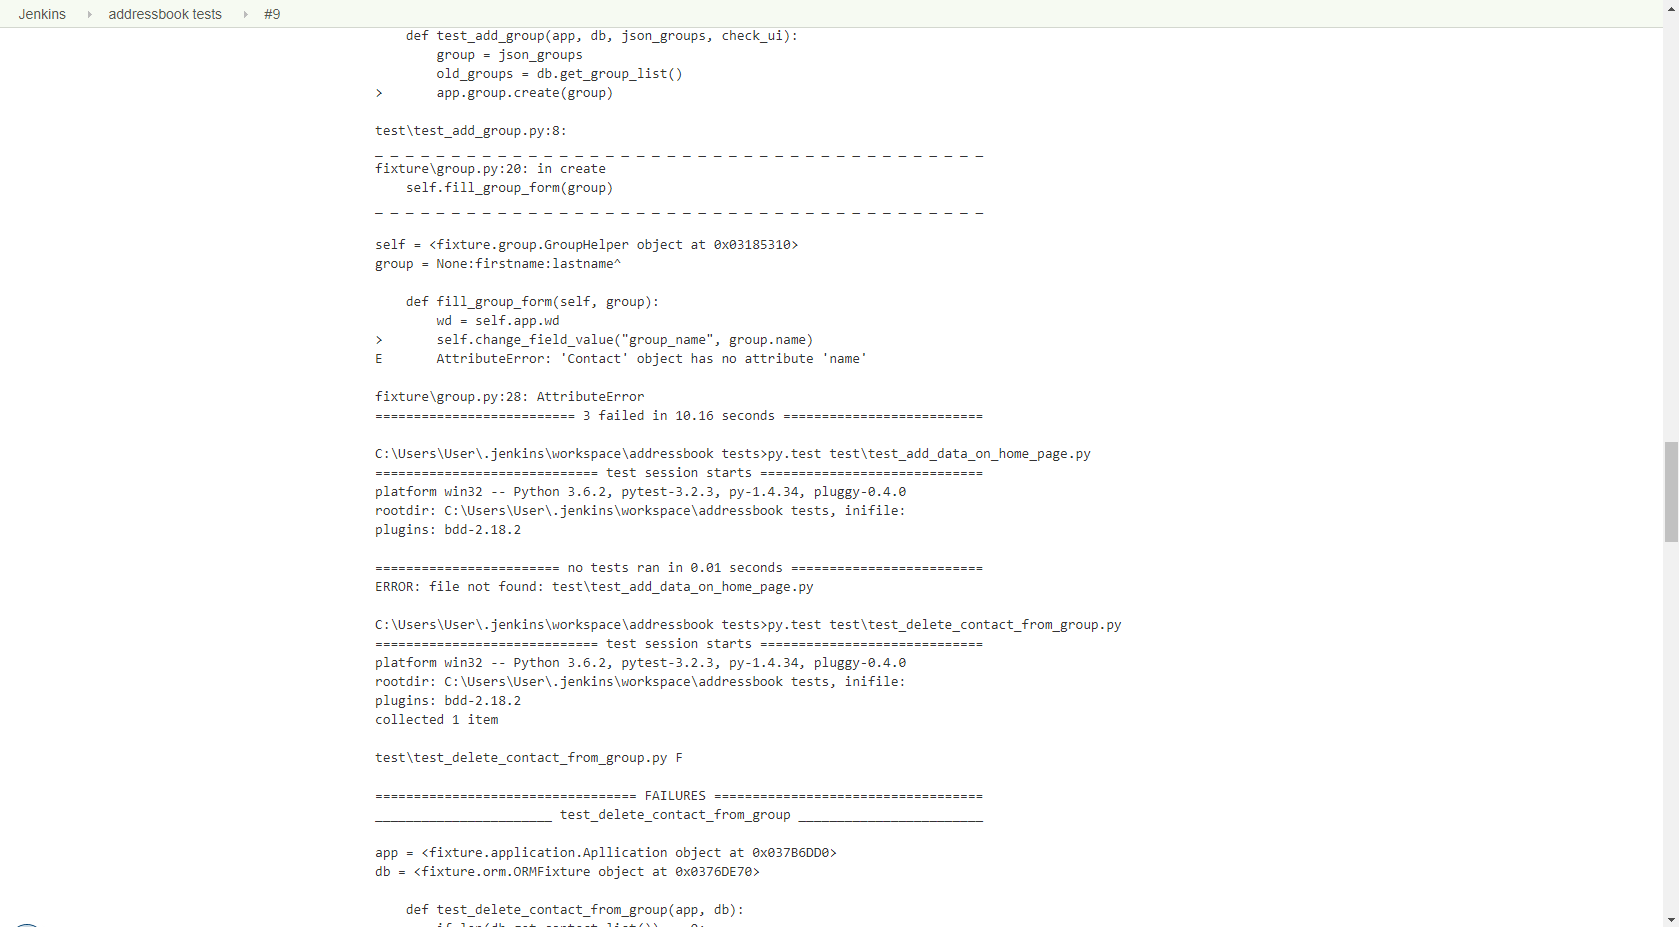 Jenkins addressbook tests #9
def test_add_group(app, db, json_groups, check_ui):
group = json_groups
old_groups = db.get_group_list()
> app.group.create(group)
test\test_add_group.py:8:
_ _ _ _ _ _ _ _ _ _ _ _ _ _ _ _ _ _ _ _ _ _ _ _ _ _ _ _ _ _ _ _ _ _ _ _ _ _ _ _
fixture\group.py:20: in create
self.fill_group_form(group)
_ _ _ _ _ _ _ _ _ _ _ _ _ _ _ _ _ _ _ _ _ _ _ _ _ _ _ _ _ _ _ _ _ _ _ _ _ _ _ _
self = <fixture.group.GroupHelper object at 0x03185310>
group = None:firstname:lastname^
def fill_group_form(self, group):
wd = self.app.wd
> self.change_field_value("group_name", group.name)
E AttributeError: 'Contact' object has no attribute 'name'
fixture\group.py:28: AttributeError
========================== 3 failed in 10.16 seconds ==========================
C:\Users\User\.jenkins\workspace\addressbook tests>py.test test\test_add_data_on_home_page.py
============================= test session starts =============================
platform win32 -- Python 3.6.2, pytest-3.2.3, py-1.4.34, pluggy-0.4.0
rootdir: C:\Users\User\.jenkins\workspace\addressbook tests, inifile:
plugins: bdd-2.18.2
======================== no tests ran in 0.01 seconds =========================
ERROR: file not found: test\test_add_data_on_home_page.py
C:\Users\User\.jenkins\workspace\addressbook tests>py.test test\test_delete_contact_from_group.py
============================= test session starts =============================
platform win32 -- Python 3.6.2, pytest-3.2.3, py-1.4.34, pluggy-0.4.0
rootdir: C:\Users\User\.jenkins\workspace\addressbook tests, inifile:
plugins: bdd-2.18.2
collected 1 item
test\test_delete_contact_from_group.py F
================================== FAILURES ===================================
_______________________ test_delete_contact_from_group ________________________
app = <fixture.application.Apllication object at 0x037B6DD0>
db = <fixture.orm.ORMFixture object at 0x0376DE70>
def test_delete_contact_from_group(app, db):